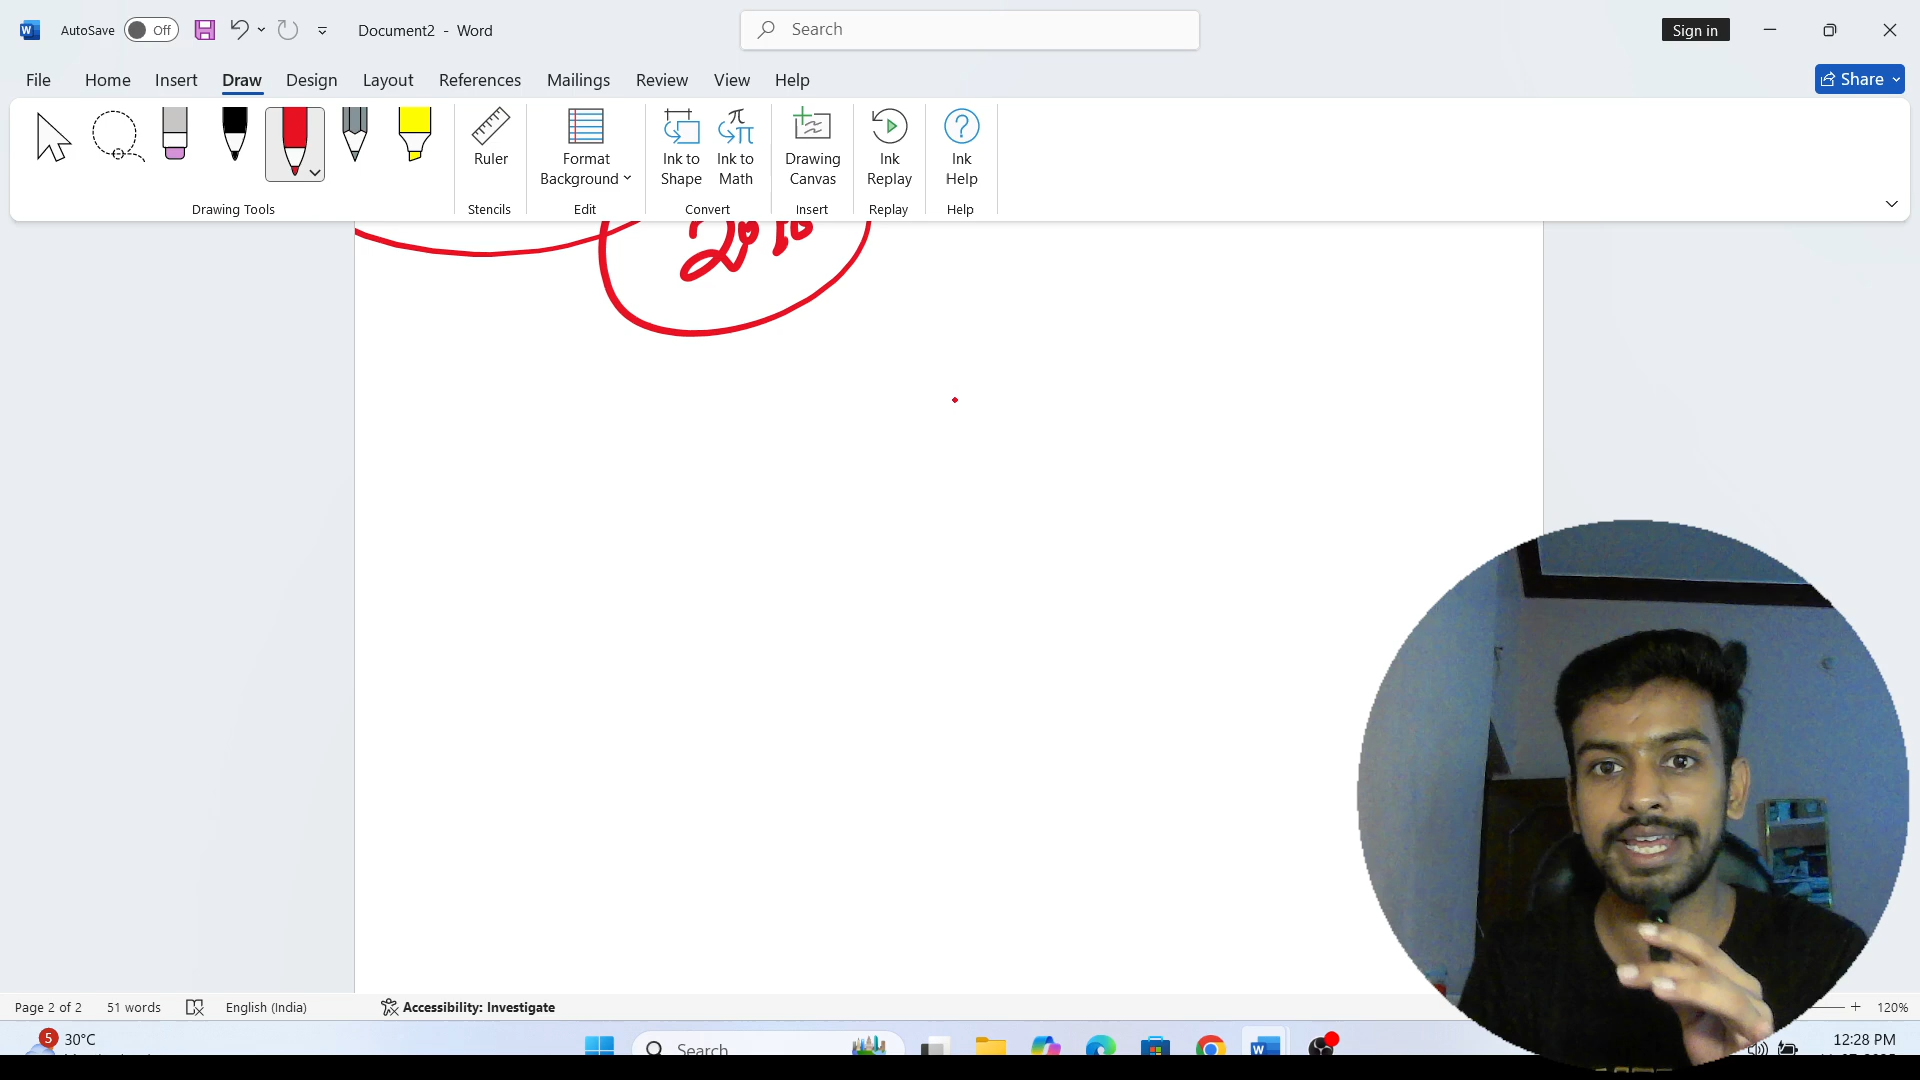 AutoSave Off Document2 - Word Search Sign in
File Home Insert Draw Design Layout References Mailings Review View Help Share
Ruler Format Background Ink to Shape Ink to Math Drawing Canvas Ink Replay Ink Help
Drawing Tools Stencils Edit Convert Insert Replay Help
Page 2 of 2 51 words English (India) Accessibility: Investigate 120%
5 30°C Search 12:28 PM